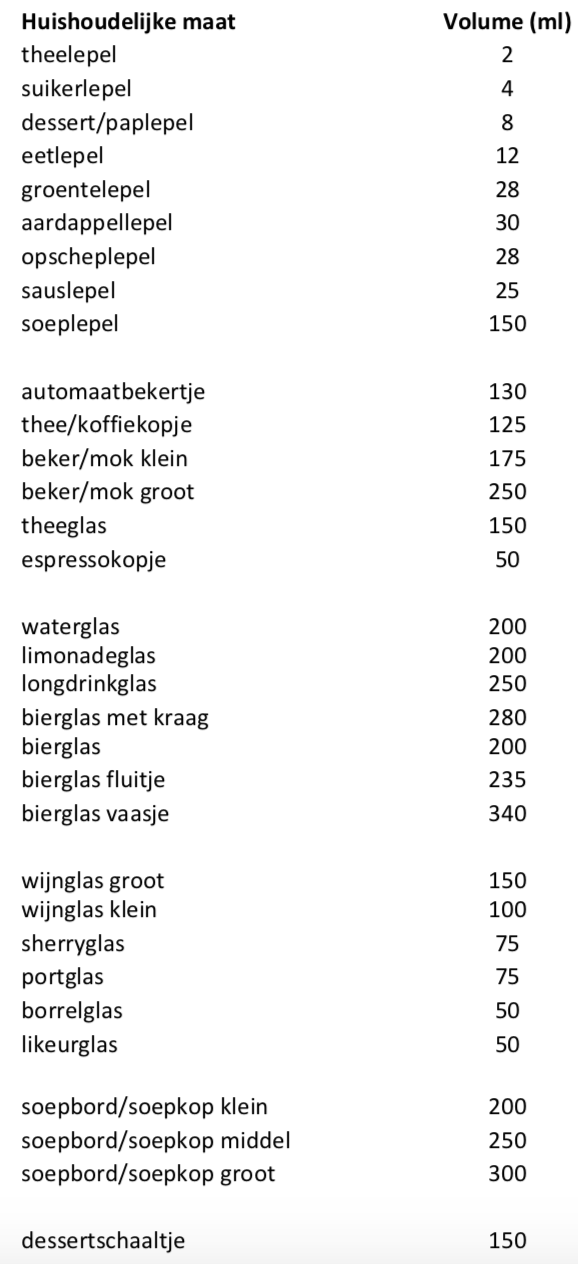 Huishoudelijke maat Volume (ml)
theelepel 2
suikerlepel 4
dessert/paplepel 8
eetlepel 12
groentelepel 28
aardappellepel 30
opscheplepel 28
sauslepel 25
soeplepel 150
automaatbekertje 130
thee/koffiekopje 125
beker/mok klein 175
beker/mok groot 250
theeglas 150
espressokopje 50
waterglas 200
limonadeglas 200
longdrinkglas 250
bierglas met kraag 280
bierglas 200
bierglas fluitje 235
bierglas vaasje 340
wijnglas groot 150
wijnglas klein 100
sherryglas 75
portglas 75
borrelglas 50
likeurglas 50
soepbord/soepkop klein 200
soepbord/soepkop middel 250
soepbord/soepkop groot 300
dessertschaaltje 150